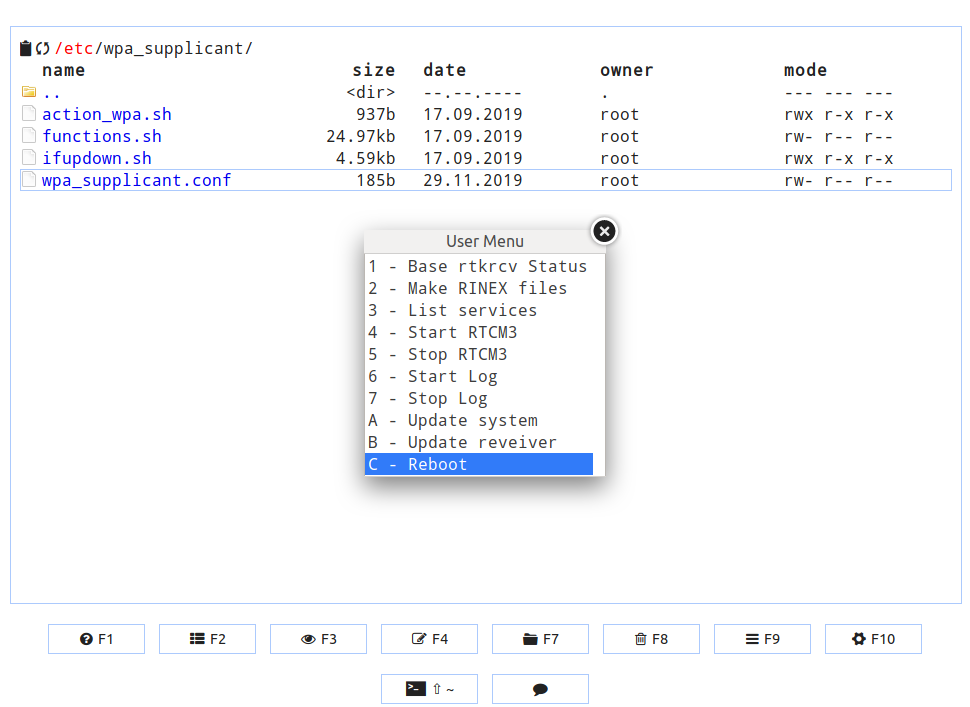 /etc/wpa_supplicant/
name size date owner mode
.. <dir> --.--.---- . --- --- ---
action_wpa.sh 937b 17.09.2019 root rwx r-x r-x
functions.sh 24.97kb 17.09.2019 root rw- r-- r--
ifupdown.sh 4.59kb 17.09.2019 root rwx r-x r-x
wpa_supplicant.conf 185b 29.11.2019 root rw- r-- r--
User Menu
1 - Base rtkrcv Status
2 - Make RINEX files
3 - List services
4 - Start RTCM3
5 - Stop RTCM3
6 - Start Log
7 - Stop Log
A - Update system
B - Update reveiver
C - Reboot
F1 F2 F3 F4 F7 F8 F9 F10
>_ ⇧ ~